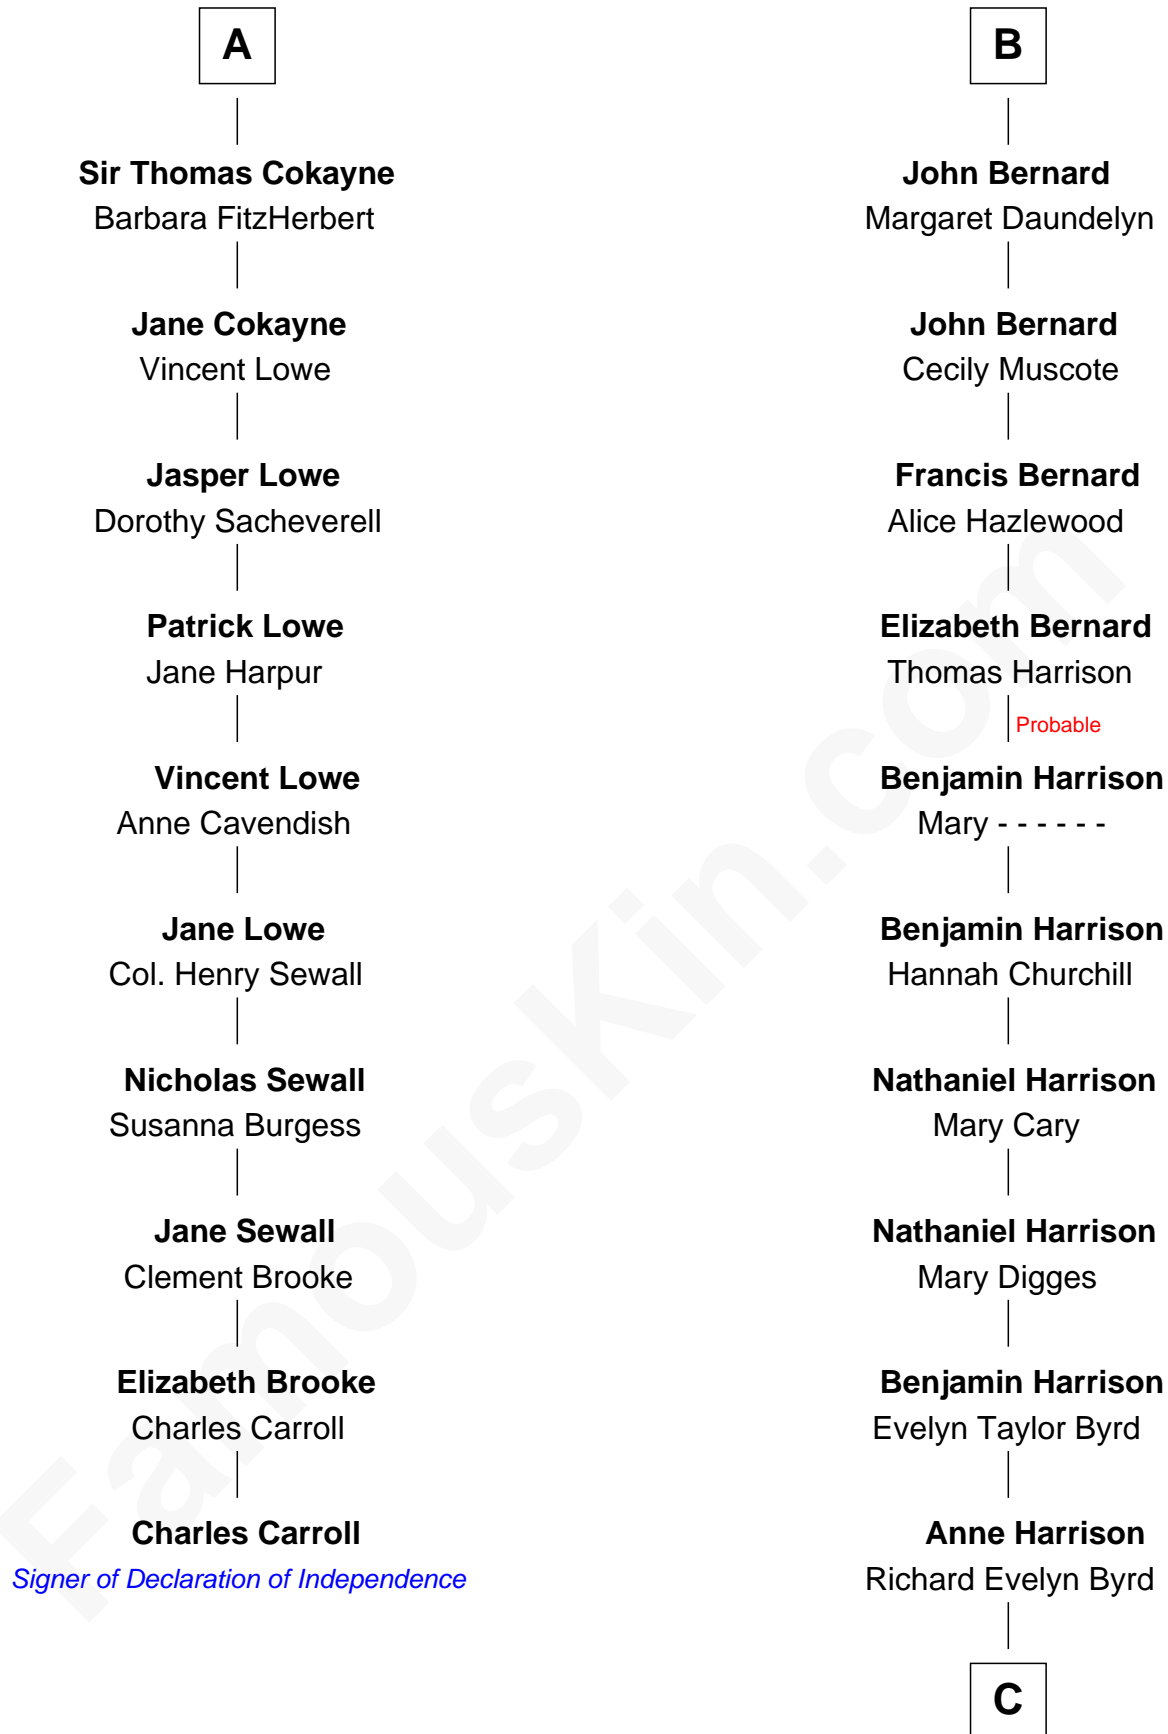 A
Sir Thomas Cokayne
Barbara FitzHerbert
Jane Cokayne
Vincent Lowe
Jasper Lowe
Dorothy Sacheverell
Patrick Lowe
Jane Harpur
Vincent Lowe
Anne Cavendish
Jane Lowe
Col. Henry Sewall
Nicholas Sewall
Susanna Burgess
Jane Sewall
Clement Brooke
Elizabeth Brooke
Charles Carroll
Charles Carroll
Signer of Declaration of Independence
B
John Bernard
Margaret Daundelyn
John Bernard
Cecily Muscote
Francis Bernard
Alice Hazlewood
Elizabeth Bernard
Thomas Harrison
Probable
Benjamin Harrison
Mary - - - - - -
Benjamin Harrison
Hannah Churchill
Nathaniel Harrison
Mary Cary
Nathaniel Harrison
Mary Digges
Benjamin Harrison
Evelyn Taylor Byrd
Anne Harrison
Richard Evelyn Byrd
C
FamousKin.com